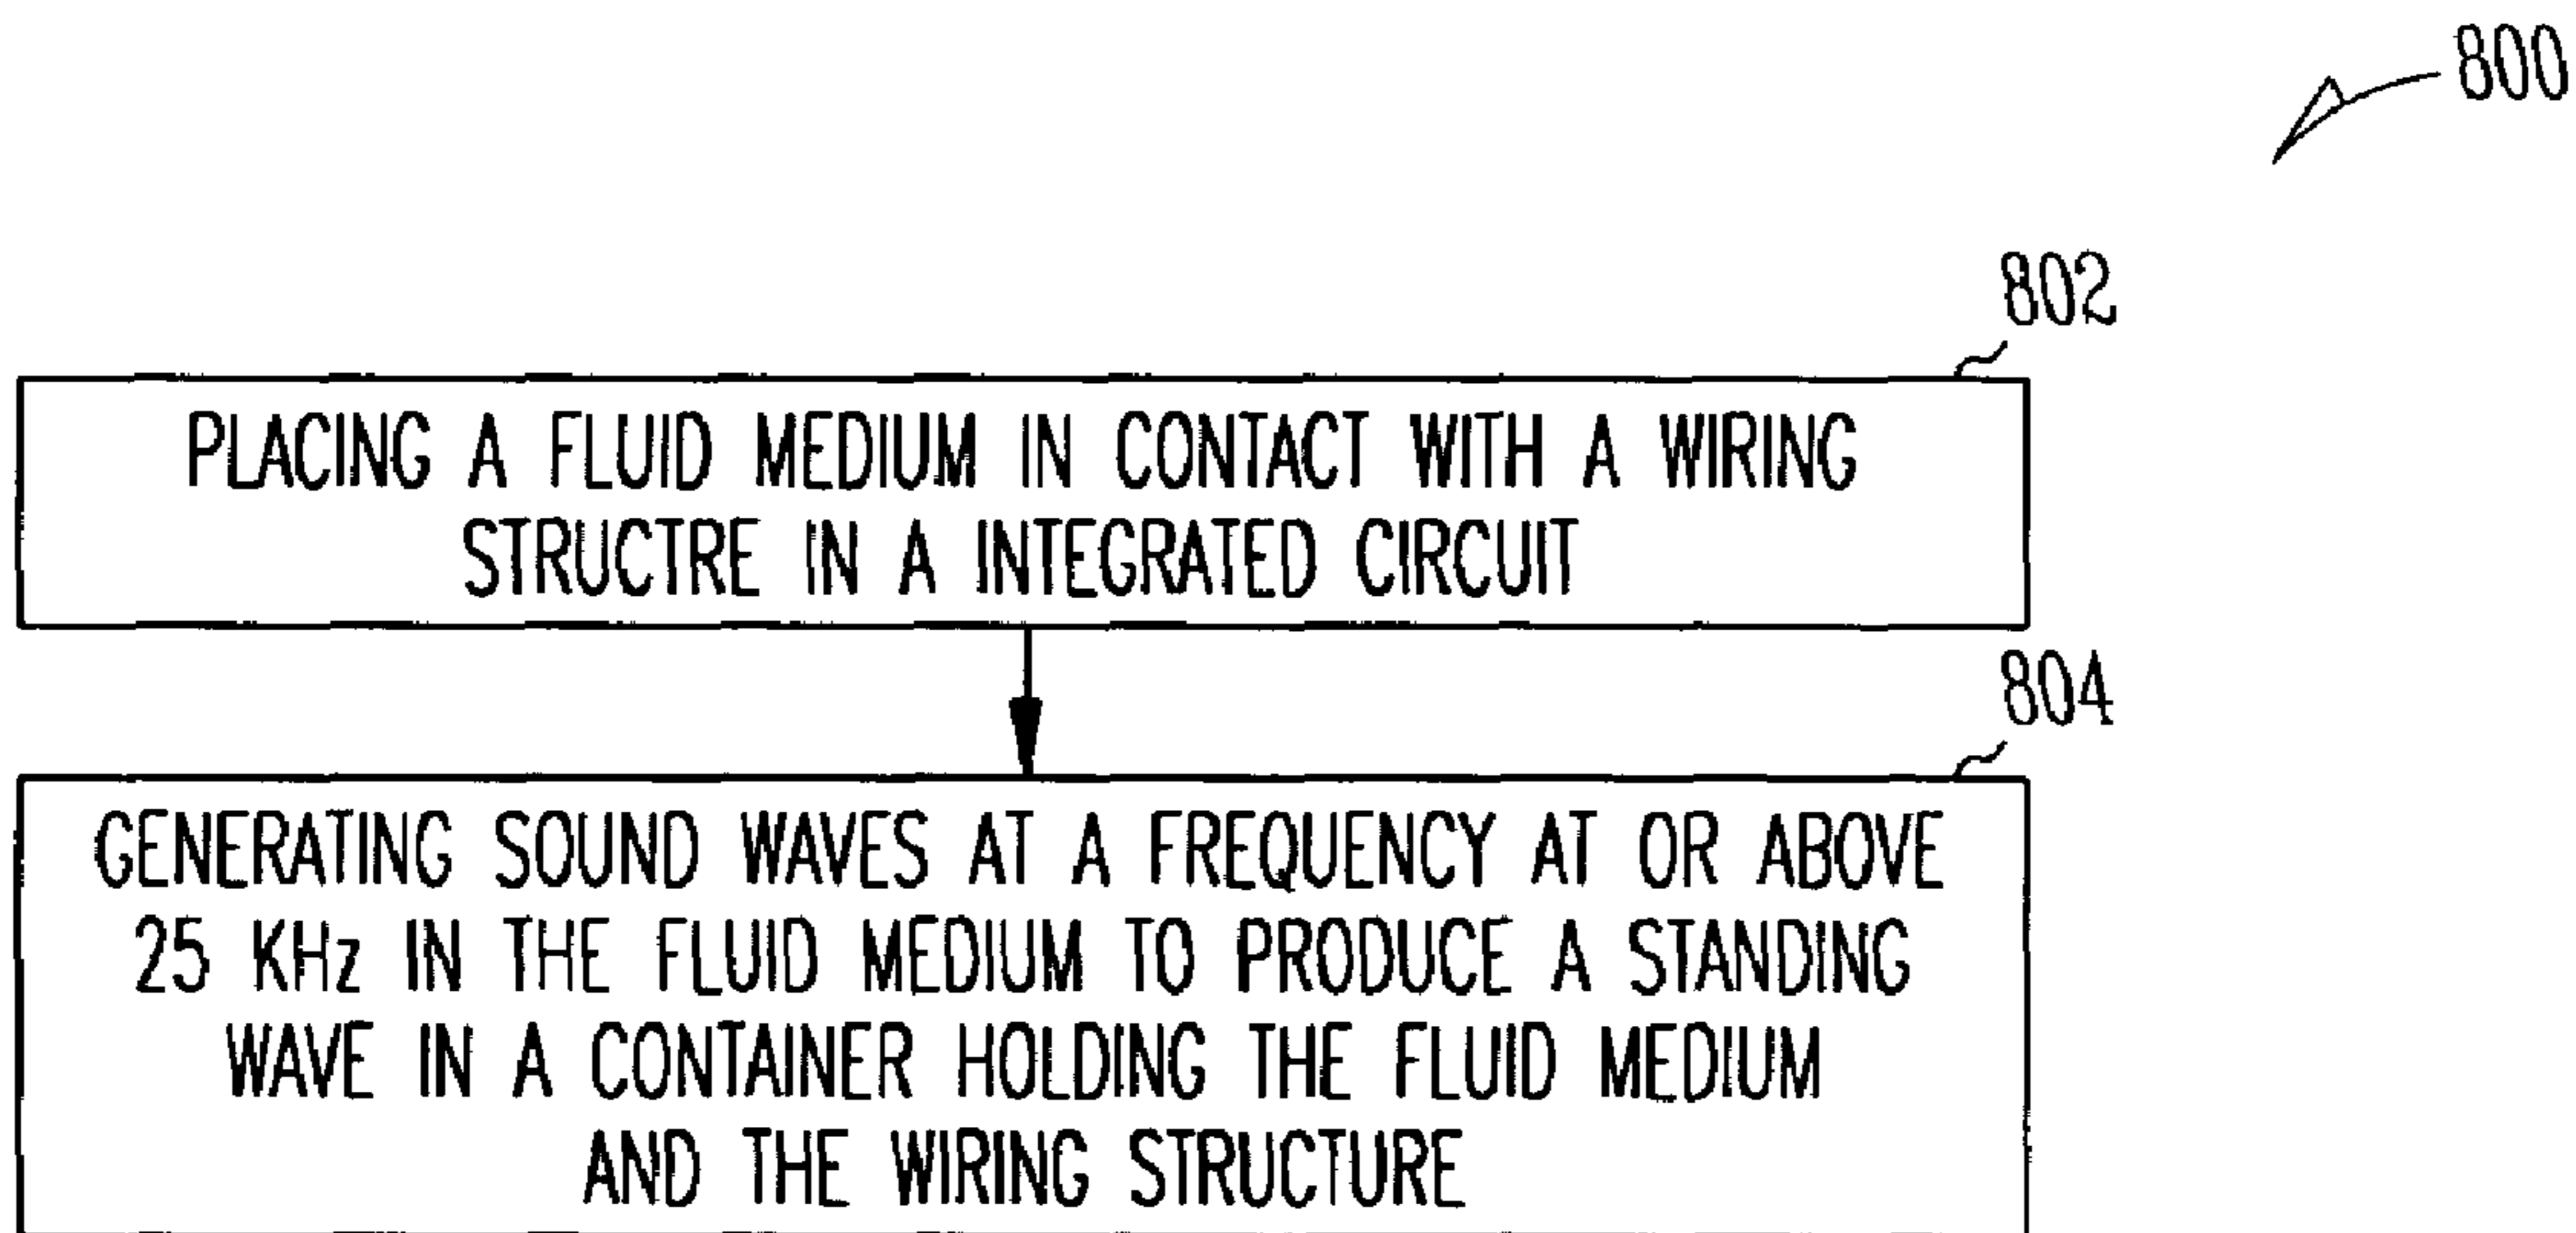 800
802
PLACING A FLUID MEDIUM IN CONTACT WITH A WIRING
STRUCTRE IN A INTEGRATED CIRCUIT
804
GENERATING SOUND WAVES AT A FREQUENCY AT OR ABOVE
25 KHz IN THE FLUID MEDIUM TO PRODUCE A STANDING
WAVE IN A CONTAINER HOLDING THE FLUID MEDIUM
AND THE WIRING STRUCTURE